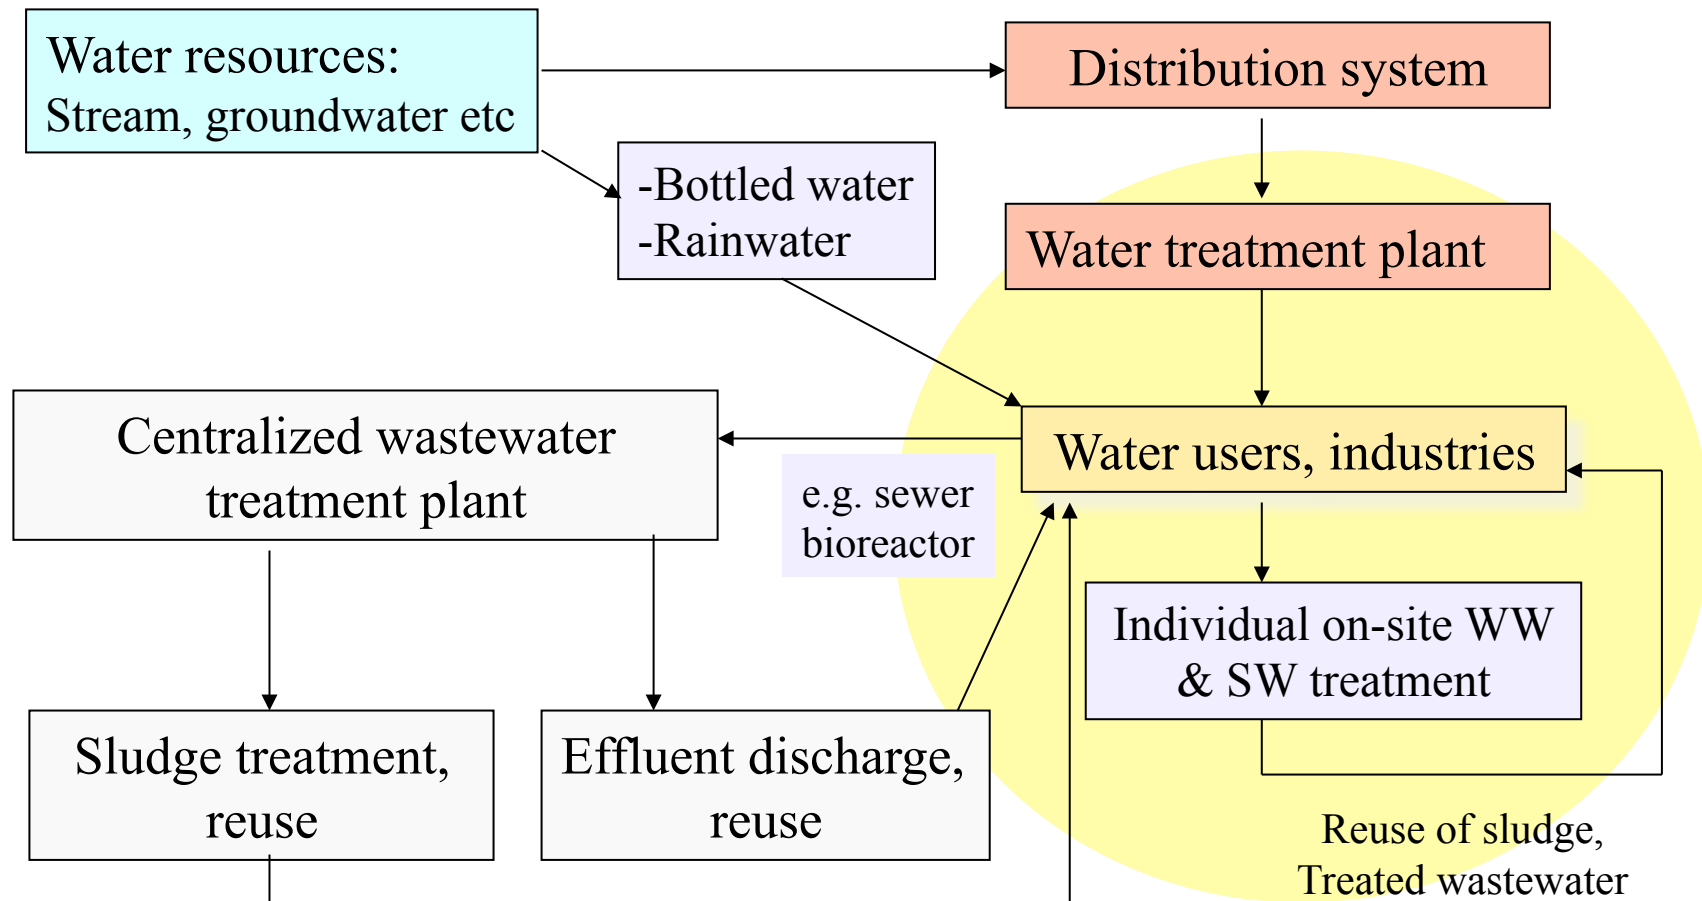 Water resources:
Stream, groundwater etc
Distribution system
-Bottled water
-Rainwater
Water treatment plant
Centralized wastewater
treatment plant
Water users, industries
e.g. sewer
bioreactor
Individual on-site WW
& SW treatment
Sludge treatment,
reuse
Effluent discharge,
reuse
Reuse of sludge,
Treated wastewater